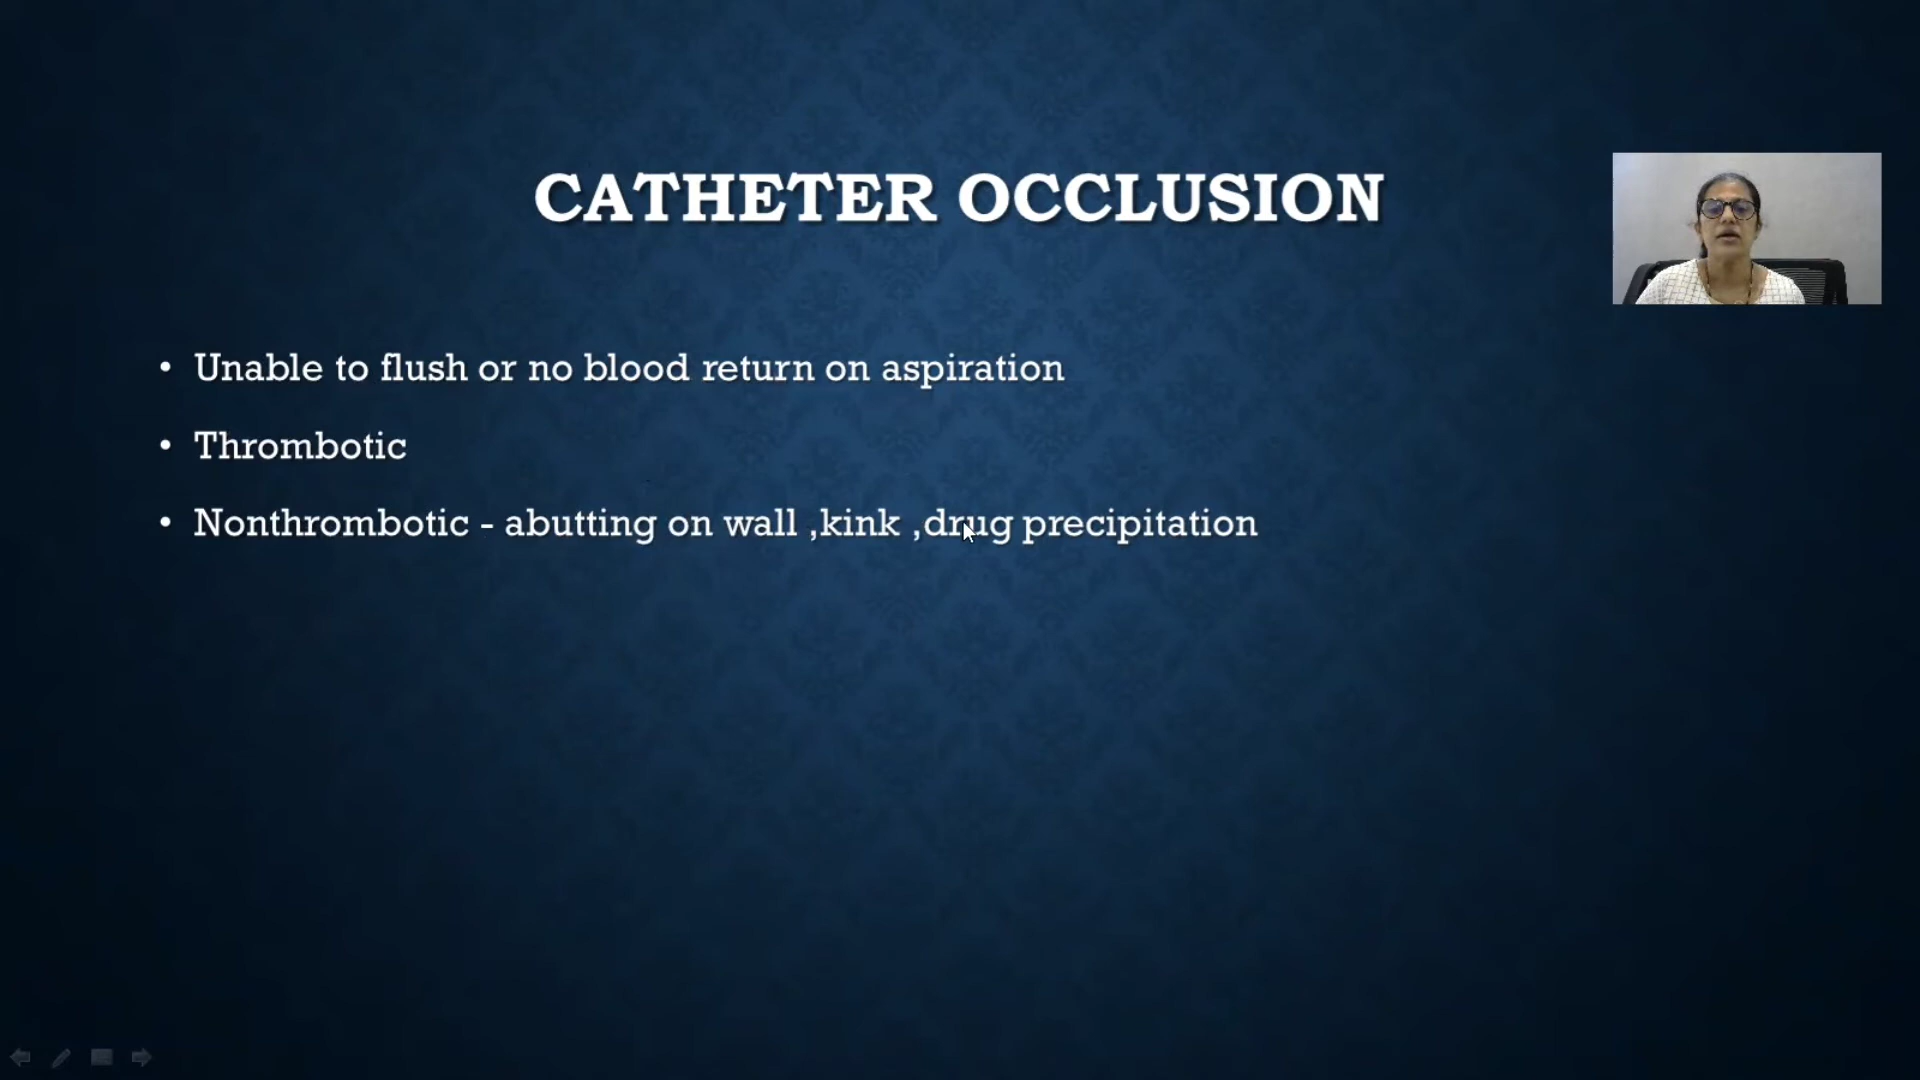 CATHETER OCCLUSION
• Unable to flush or no blood return on aspiration
• Thrombotic
• Nonthrombotic - abutting on wall ,kink ,drug precipitation